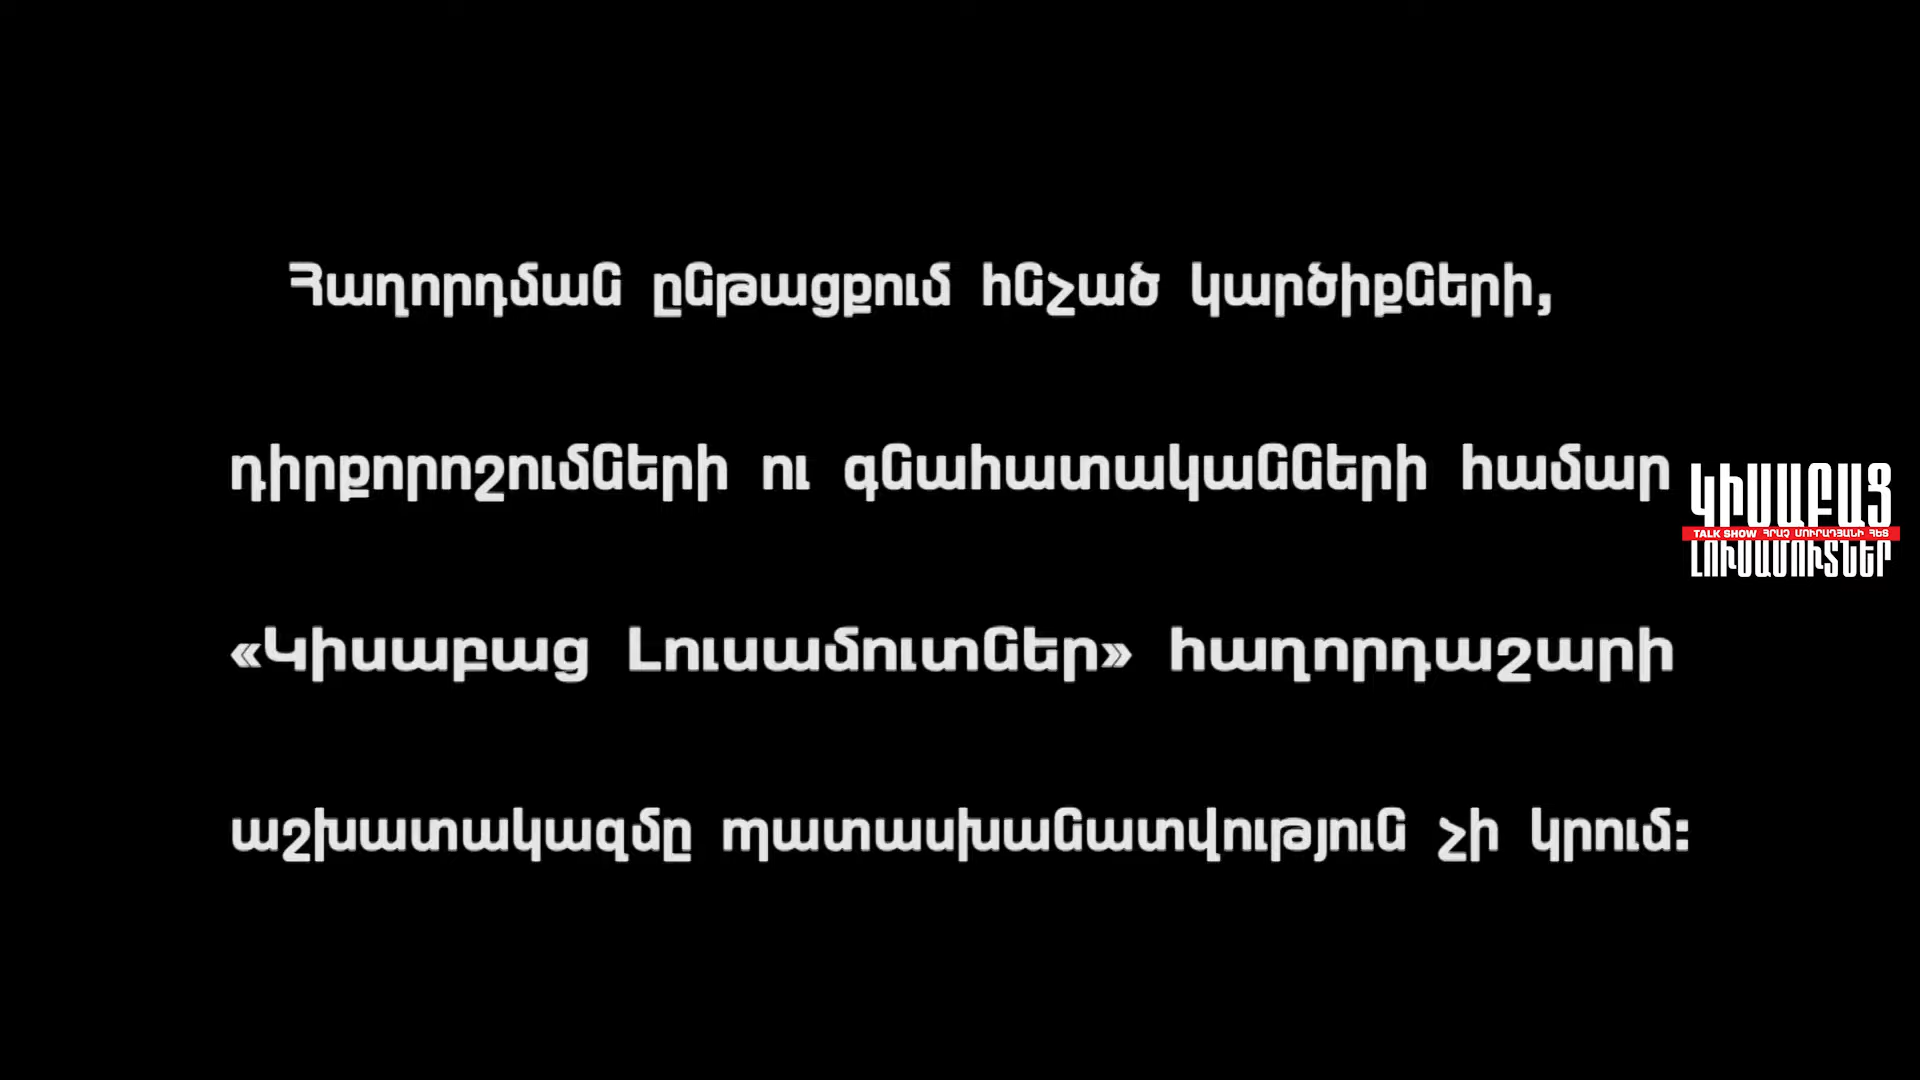 Հաղորդման ընթացքում հնչած կարծիքների,
դիրքորոշումների ու գնահատականների համար
«Կիսաբաց Լուսամուտներ» հաղորդաշարի
աշխատակազմը պատասխանատվություն չի կրում:
ԿԻՍԱԲԱՑ
TALK SHOW ՀՐԱՉ ՄՈՒՐԱԴՅԱՆԻ ՀԵՏ
ԼՈՒՍԱՄՈՒՏՆԵՐ